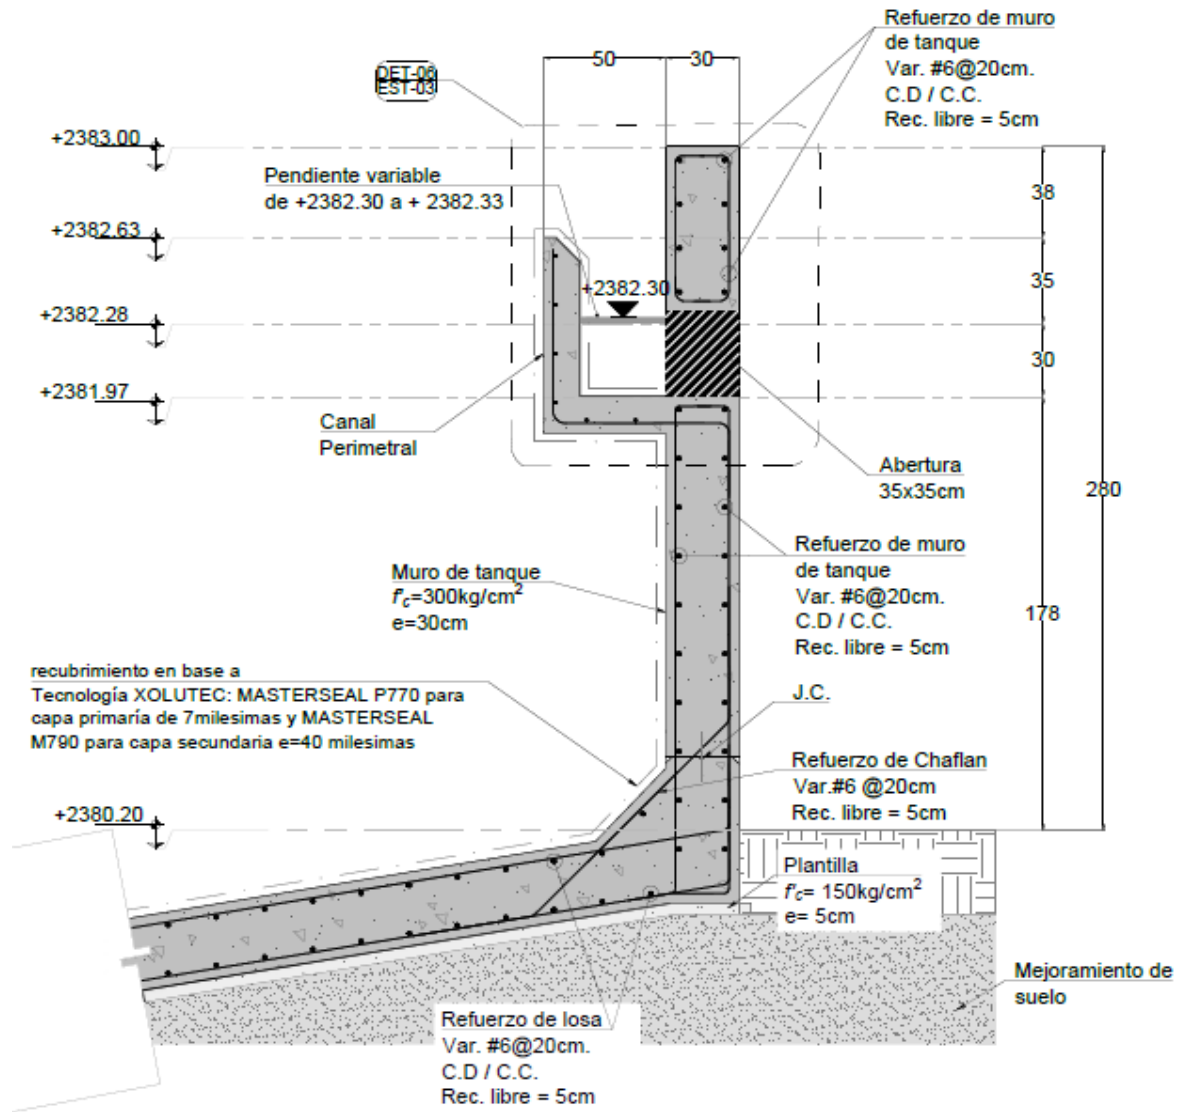 Refuerzo de muro
de tanque
Var. #6@20cm.
C.D / C.C.
Rec. libre = 5cm
50
30
DET-06
EST-03
+2383.00
Pendiente variable
de +2382.30 a + 2382.33
38
+2382.63
35
+2382.30
+2382.28
30
+2381.97
Canal
Perimetral
Abertura
35x35cm
280
Refuerzo de muro
de tanque
Var. #6@20cm.
C.D / C.C.
Rec. libre = 5cm
Muro de tanque
f'c=300kg/cm²
e=30cm
178
recubrimiento en base a
Tecnología XOLUTEC: MASTERSEAL P770 para
capa primaría de 7milesimas y MASTERSEAL
M790 para capa secundaria e=40 milesimas
J.C.
Refuerzo de Chaflan
Var.#6 @20cm
Rec. libre = 5cm
+2380.20
Plantilla
f'c= 150kg/cm²
e= 5cm
Mejoramiento de
suelo
Refuerzo de losa
Var. #6@20cm.
C.D / C.C.
Rec. libre = 5cm